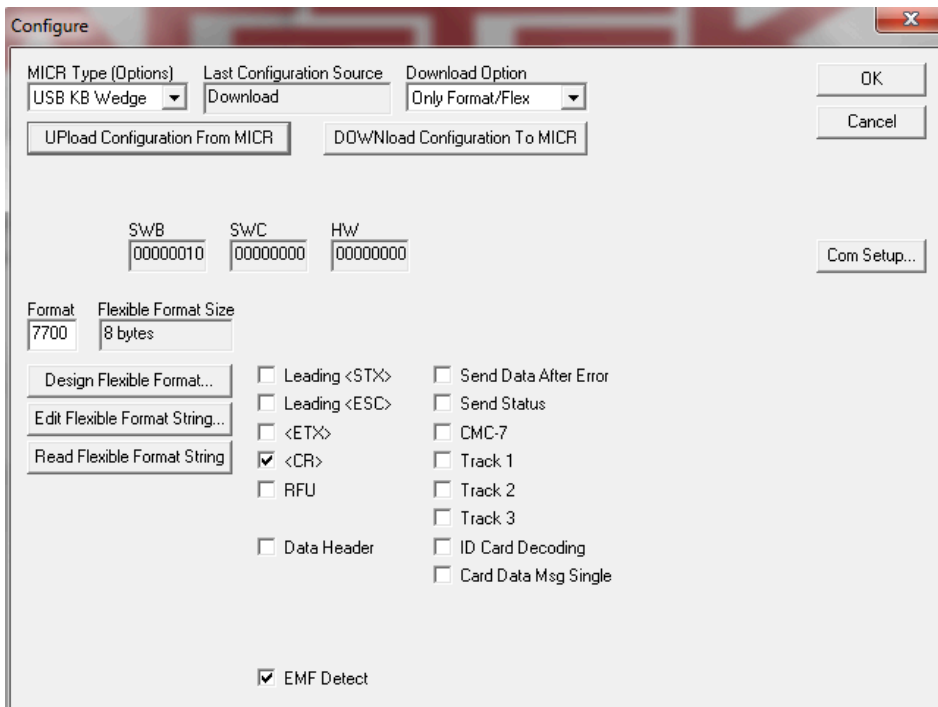 Configure
MICR Type (Options) Last Configuration Source Download Option
USB KB Wedge Download Only Format/Flex OK
UPload Configuration From MICR DOWNload Configuration To MICR Cancel
SWB SWC HW
00000010 00000000 00000000 Com Setup...
Format Flexible Format Size
7700 8 bytes
Design Flexible Format... Leading <STX> Send Data After Error
Edit Flexible Format String... Leading <ESC> Send Status
<ETX> CMC-7
Read Flexible Format String <CR> Track 1
RFU Track 2
Track 3
Data Header ID Card Decoding
Card Data Msg Single
EMF Detect